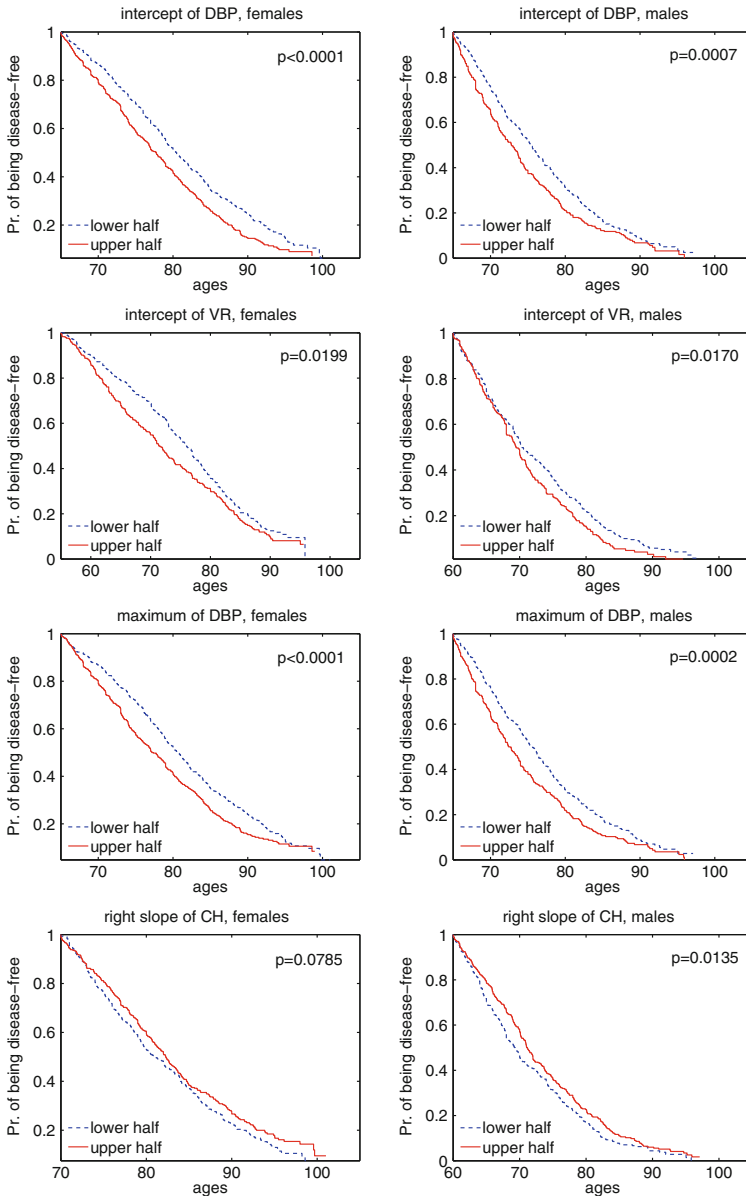 intercept of DBP, females
1
0.8
0.6
0.4
0.2
Pr. of being disease−free
p<0.0001
lower half
upper half
70 80 90 100
ages
intercept of DBP, males
1
0.8
0.6
0.4
0.2
0
Pr. of being disease−free
p=0.0007
lower half
upper half
60 70 80 90 100
ages
intercept of VR, females
1
0.8
0.6
0.4
0.2
0
Pr. of being disease−free
p=0.0199
lower half
upper half
60 70 80 90 100
ages
intercept of VR, males
1
0.8
0.6
0.4
0.2
Pr. of being disease−free
p=0.0170
lower half
upper half
60 70 80 90 100
ages
maximum of DBP, females
1
0.8
0.6
0.4
0.2
Pr. of being disease−free
p<0.0001
lower half
upper half
70 80 90 100
ages
maximum of DBP, males
1
0.8
0.6
0.4
0.2
0
Pr. of being disease−free
p=0.0002
lower half
upper half
60 70 80 90 100
ages
right slope of CH, females
1
0.8
0.6
0.4
0.2
Pr. of being disease−free
p=0.0785
lower half
upper half
70 80 90 100
ages
right slope of CH, males
1
0.8
0.6
0.4
0.2
0
Pr. of being disease−free
p=0.0135
lower half
upper half
60 70 80 90 100
ages